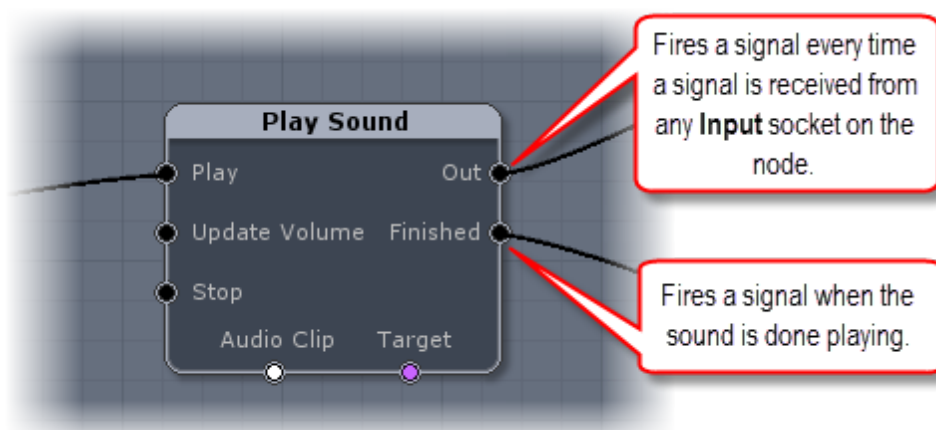 Play Sound
Play
Out
Update Volume
Finished
Stop
Audio Clip
Target
Fires a signal every time
a signal is received from
any Input socket on the
node.
Fires a signal when the
sound is done playing.